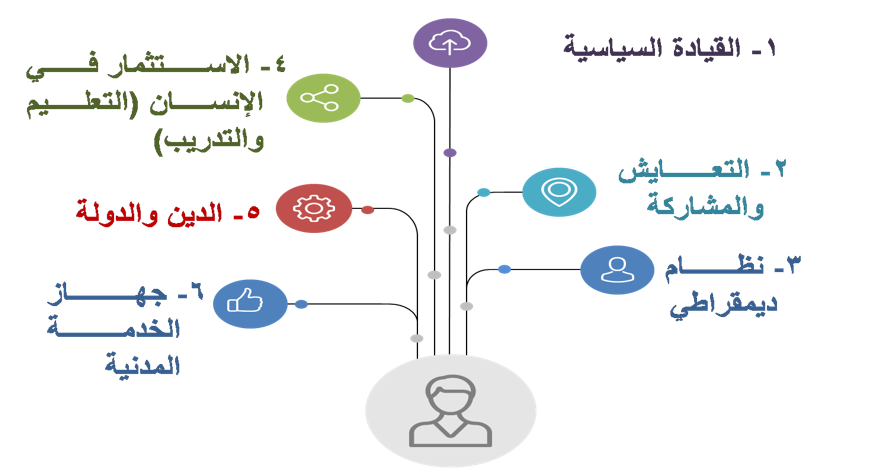 ١- القيادة السياسية
٢- التعايش
والمشاركة
٣- نظام
ديمقراطي
٤- الاستثمار في
الإنسان (التعليم
والتدريب)
٥- الدين والدولة
٦- جهاز
الخدمة
المدنية